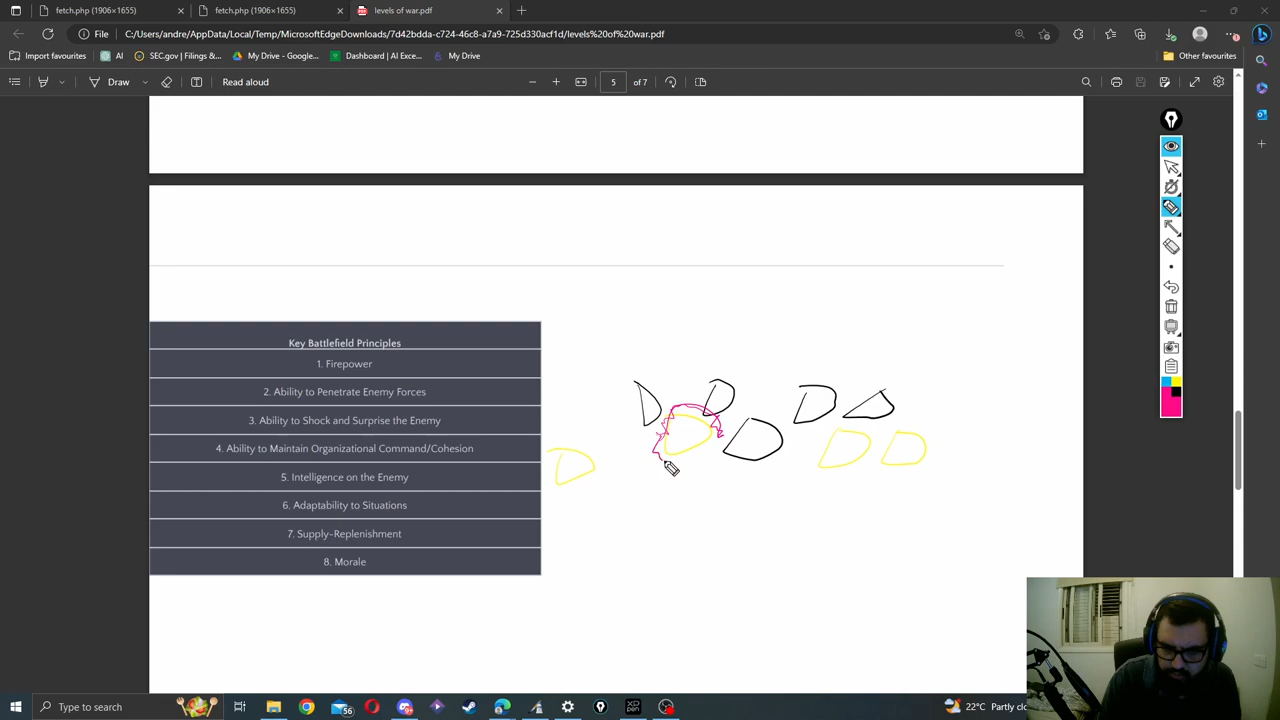 fetch.php (1906×1655)
fetch.php (1906×1655)
levels of war.pdf
File
C:/Users/andre/AppData/Local/Temp/MicrosoftEdgeDownloads/7d42bdda-c724-46c8-a7a9-725d330acf1d/levels%20of%20war.pdf
Import favourites
AI
SEC.gov | Filings &...
My Drive - Google...
Dashboard | AI Exce...
My Drive
Other favourites
Draw
Read aloud
5
of 7
Key Battlefield Principles
1. Firepower
2. Ability to Penetrate Enemy Forces
3. Ability to Shock and Surprise the Enemy
4. Ability to Maintain Organizational Command/Cohesion
5. Intelligence on the Enemy
6. Adaptability to Situations
7. Supply-Replenishment
8. Morale
D D D D
D D D D
D
Type here to search
56
XP
pen
22°C Partly clo